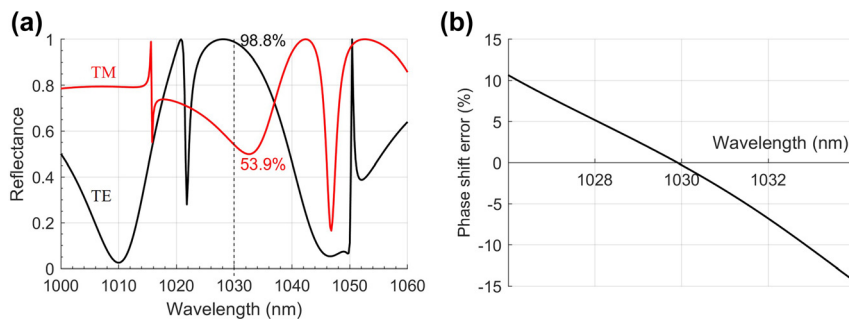 (a)
1
0.8
0.6
0.4
0.2
0
Reflectance
TM
TE
98.8%
53.9%
1000 1010 1020 1030 1040 1050 1060
Wavelength (nm)
(b)
15
10
5
0
-5
-10
-15
Phase shift error (%)
Wavelength (nm)
1028 1030 1032